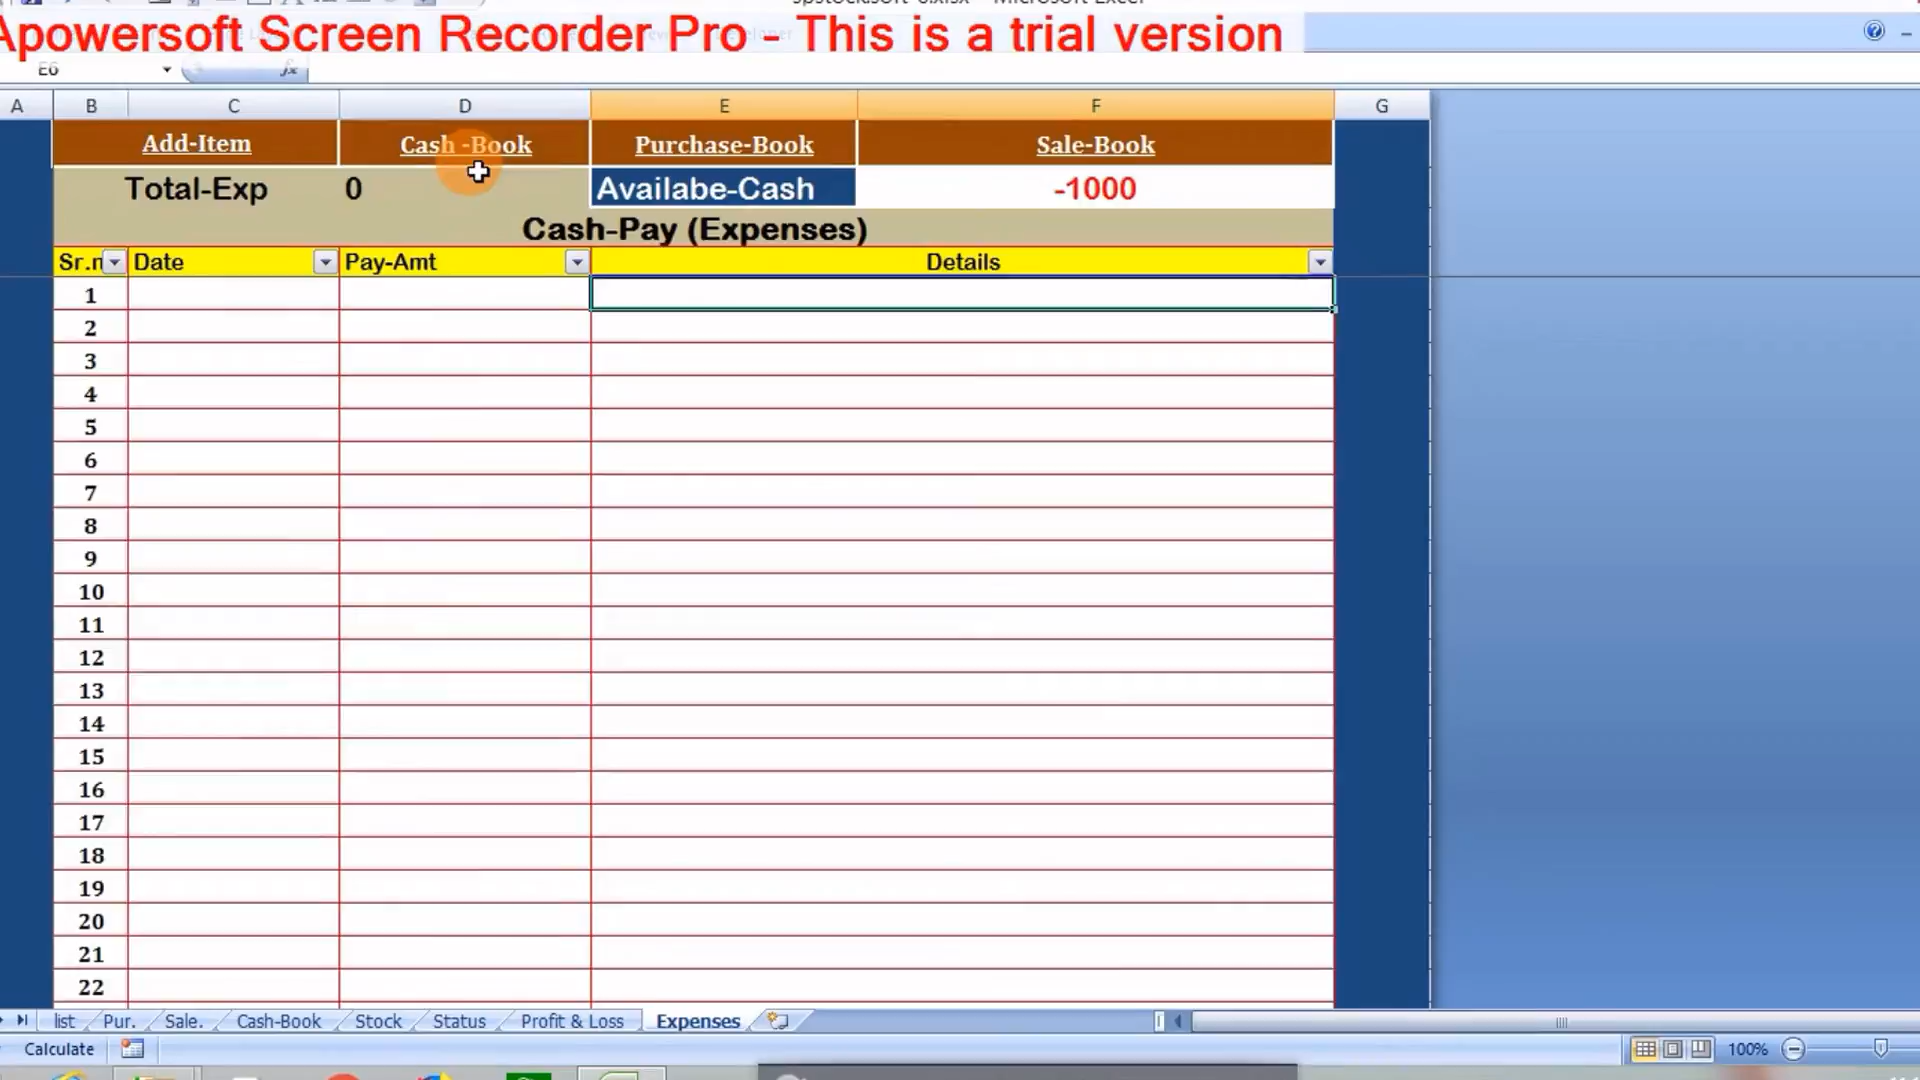 Apowersoft Screen Recorder Pro - This is a trial version
E6 fx
A B C D E F G
Add-Item Cash -Book Purchase-Book Sale-Book
Total-Exp 0 Availabe-Cash -1000
Cash-Pay (Expenses)
Sr.n Date Pay-Amt Details
1
2
3
4
5
6
7
8
9
10
11
12
13
14
15
16
17
18
19
20
21
22
list Pur. Sale. Cash-Book Stock Status Profit & Loss Expenses
Calculate 100%